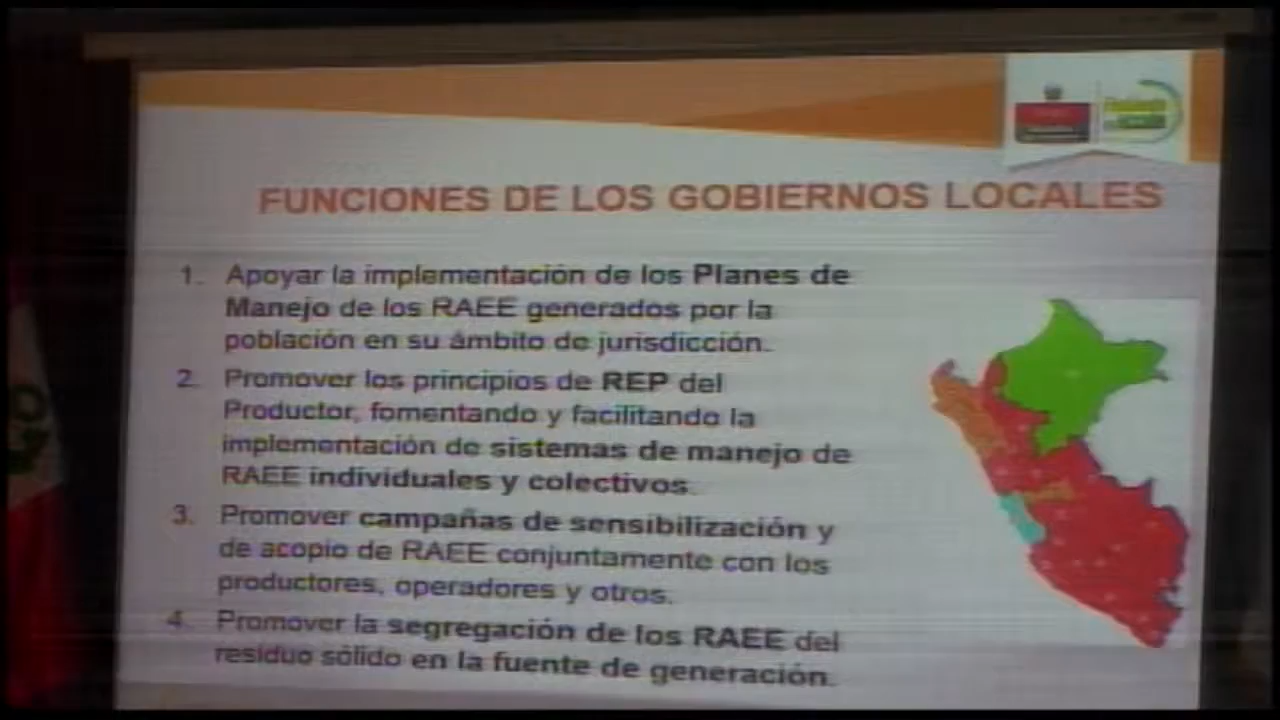 FUNCIONES DE LOS GOBIERNOS LOCALES
1. Apoyar la implementación de los Planes de
Manejo de los RAEE generados por la
población en su ámbito de jurisdicción.
2. Promover los principios de REP del
Productor, fomentando y facilitando la
implementación de sistemas de manejo de
RAEE individuales y colectivos.
3. Promover campañas de sensibilización y
de acopio de RAEE conjuntamente con los
productores, operadores y otros.
4. Promover la segregación de los RAEE del
residuo sólido en la fuente de generación.